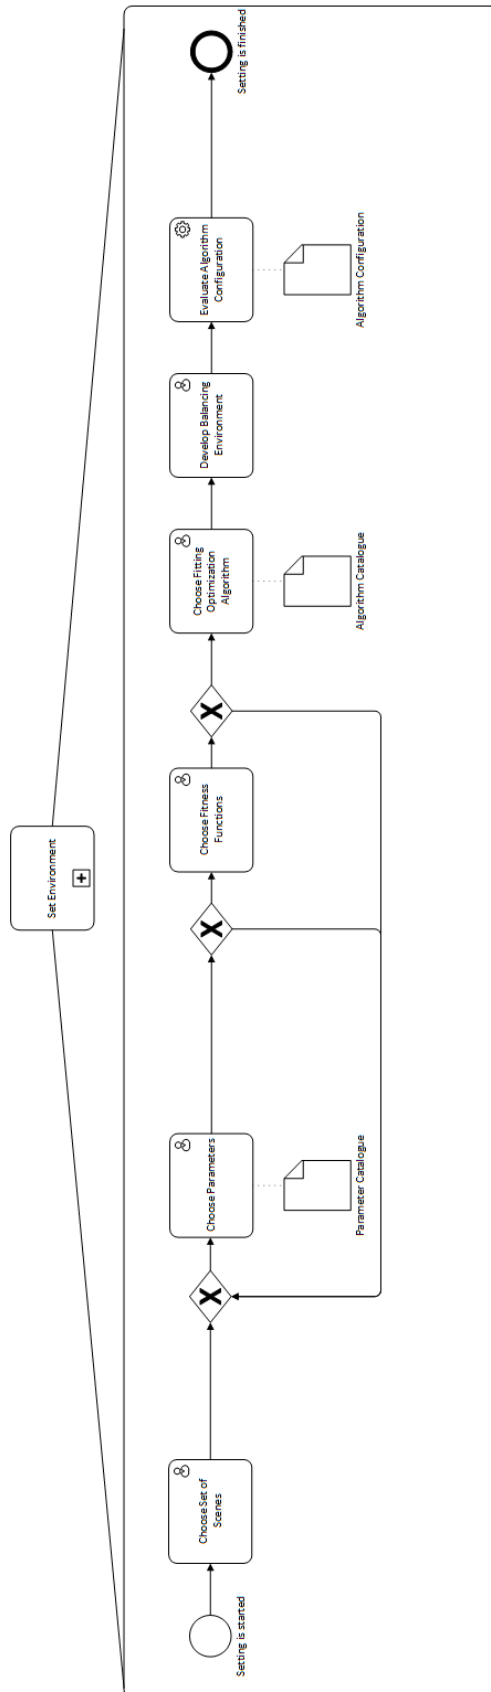 Set Environment
Setting is started
Choose Set of
Scenes
Choose Parameters
Parameter Catalogue
Choose Fitness
Functions
Choose Fitting
Optimization
Algorithm
Algorithm Catalogue
Develop Balancing
Environment
Evaluate Algorithm
Configuration
Algorithm Configuration
Setting is finished